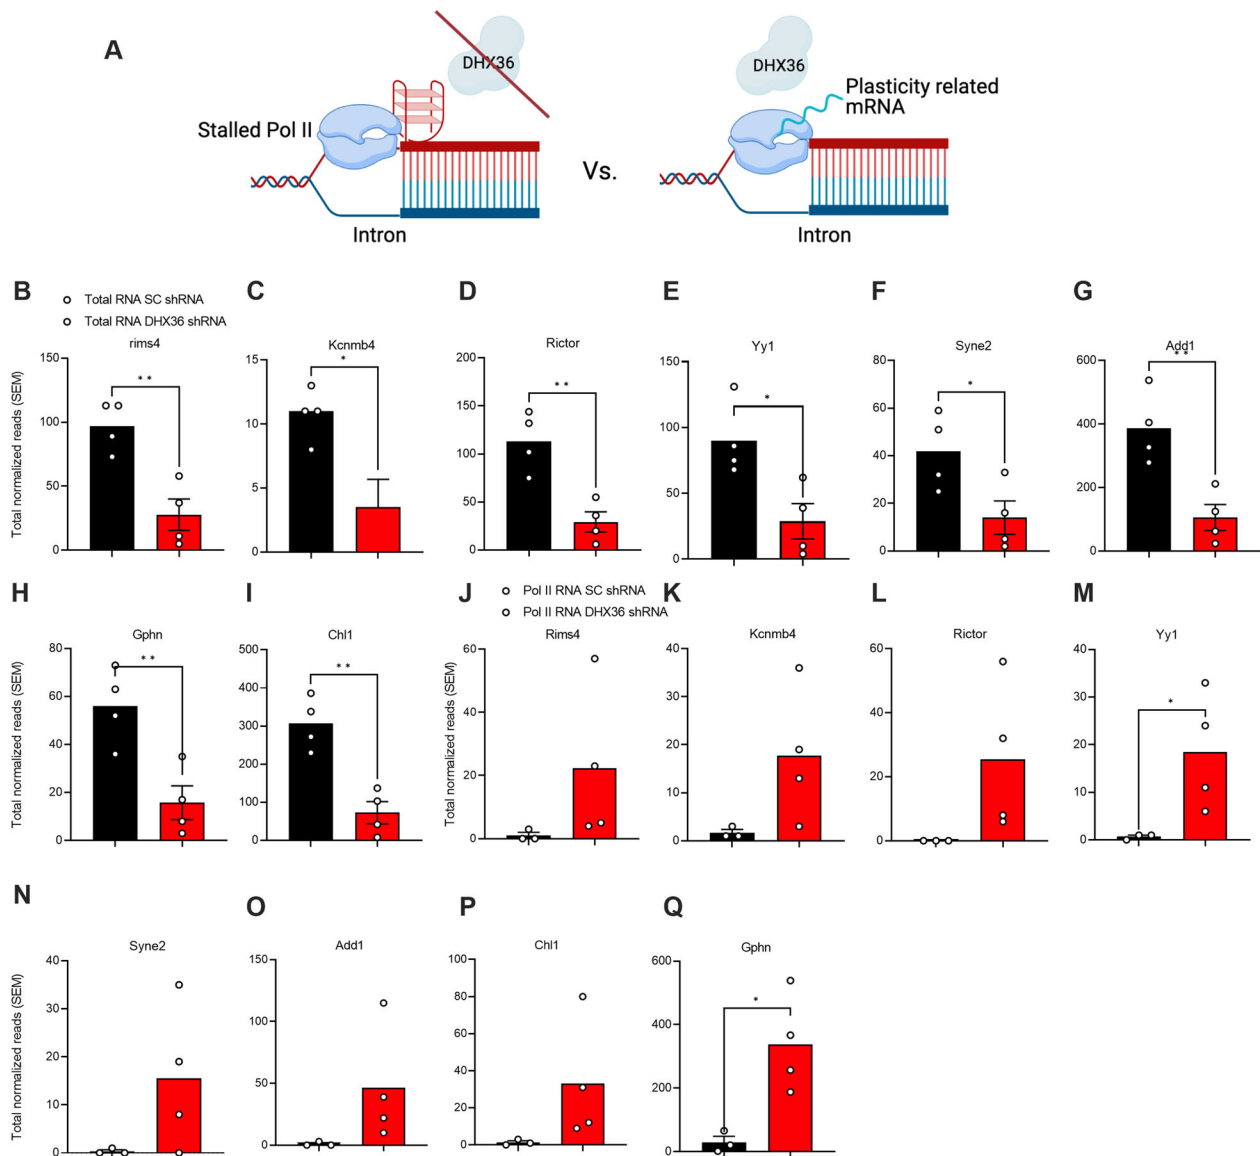 A
DHX36
Stalled Pol II
Intron
Vs.
DHX36
Plasticity related
mRNA
Intron
B
Total RNA SC shRNA
Total RNA DHX36 shRNA
rims4
Total normalized reads (SEM)
150
100
50
0
**
C
Kcnmb4
15
10
5
0
*
D
Rictor
200
150
100
50
0
**
E
Yy1
150
100
50
0
*
F
Syne2
80
60
40
20
0
*
G
Add1
600
400
200
0
**
H
Gphn
Total normalized reads (SEM)
80
60
40
20
0
**
I
Chl1
500
400
300
200
100
0
**
J
Pol II RNA SC shRNA
Pol II RNA DHX36 shRNA
Rims4
Total normalized reads (SEM)
60
40
20
0
K
Kcnmb4
40
30
20
10
0
L
Rictor
60
40
20
0
M
Yy1
40
30
20
10
0
*
N
Syne2
Total normalized reads (SEM)
40
30
20
10
0
O
Add1
150
100
50
0
P
Chl1
100
80
60
40
20
0
Q
Gphn
600
400
200
0
*